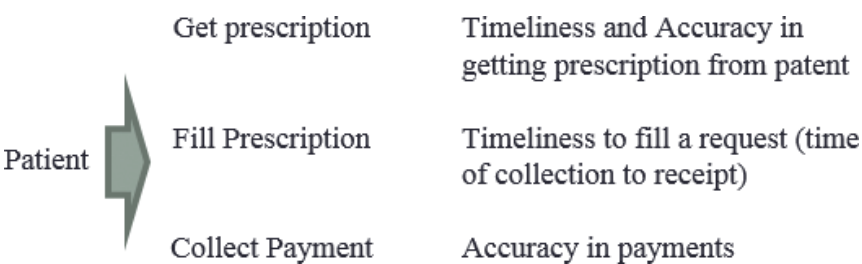 Get prescription
Timeliness and Accuracy in
getting prescription from patent
Patient
Fill Prescription
Timeliness to fill a request (time
of collection to receipt)
Collect Payment
Accuracy in payments